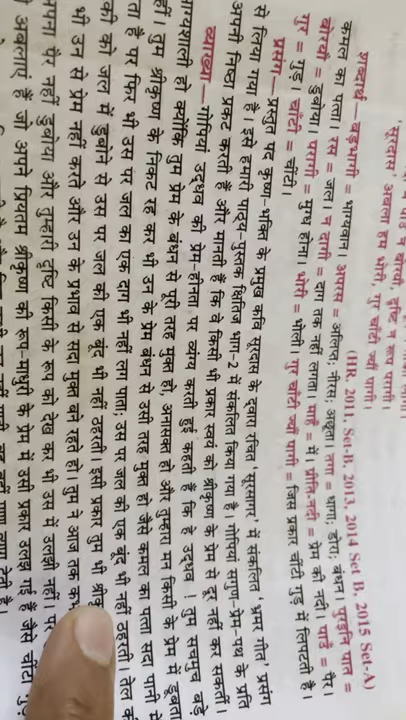 पाउँ न बोरयौ, दृष्टि न रूप परागी।
'सूरदास' अबला हम भोरी, गुर चाँटी ज्यौं पागी।
(HR. 2011, Set-B, 2013, 2014 Set B, 2015 Set-A)
शब्दार्थ—बड़भागी = भाग्यवान। अपरस = अलिप्त; नीरस, अछूता। तगा = धागा; डोरा; बंधन। पुरइनि पात =
कमल का पत्ता। रस = जल। न दागी = दाग तक नहीं लगता। माहँ = में। प्रीति-नदी = प्रेम की नदी। पाउँ = पैर।
बोरयौ = डुबोया। परागी = मुग्ध होना। भोरी = भोली। गुर चाँटी ज्यौं पागी = जिस प्रकार चींटी गुड़ में लिपटती है।
गुर = गुड़। चाँटी = चींटी।
प्रसंग—प्रस्तुत पद कृष्ण-भक्ति के प्रमुख कवि सूरदास के द्वारा रचित 'सूरसागर' में संकलित 'भ्रमर गीत' प्रसंग
से लिया गया है। इसे हमारी पाठ्य-पुस्तक क्षितिज भाग-2 में संकलित किया गया है। गोपियां सगुण-प्रेम-पथ के प्रति
अपनी निष्ठा प्रकट करती हैं और मानती हैं कि वे किसी भी प्रकार स्वयं को श्रीकृष्ण के प्रेम से दूर नहीं कर सकतीं।
व्याख्या—गोपियां उद्धव की प्रेम-हीनता पर व्यंग्य करती हुई कहती हैं कि हे उद्धव ! तुम सचमुच बड़े
भाग्यशाली हो क्योंकि तुम प्रेम के बंधन से पूरी तरह मुक्त हो, अनासक्त हो और तुम्हारा मन किसी के प्रेम में डूबता
नहीं। तुम श्रीकृष्ण के निकट रह कर भी उन के प्रेम बंधन से उसी तरह मुक्त हो जैसे कमल का पत्ता सदा पानी में
ता है पर फिर भी उस पर जल का एक दाग भी नहीं लग पाता, उस पर जल की एक बूंद भी नहीं ठहरती। तेल की
की को जल में डुबोने से उस पर जल की एक बूंद भी नहीं ठहरती। इसी प्रकार तुम भी श्रीकृ
भी उन से प्रेम नहीं करते और उन के प्रभाव से सदा मुक्त बने रहते हो। तुम ने आज तक कभ
पना पैर नहीं डुबोया और तुम्हारी दृष्टि किसी के रूप को देख कर भी उस में उलझी नहीं। पर
अबलाएं हैं जो अपने प्रियतम श्रीकृष्ण की रूप-माधुरी के प्रेम में उसी प्रकार उलझ गई हैं जैसे चींटी गुड़